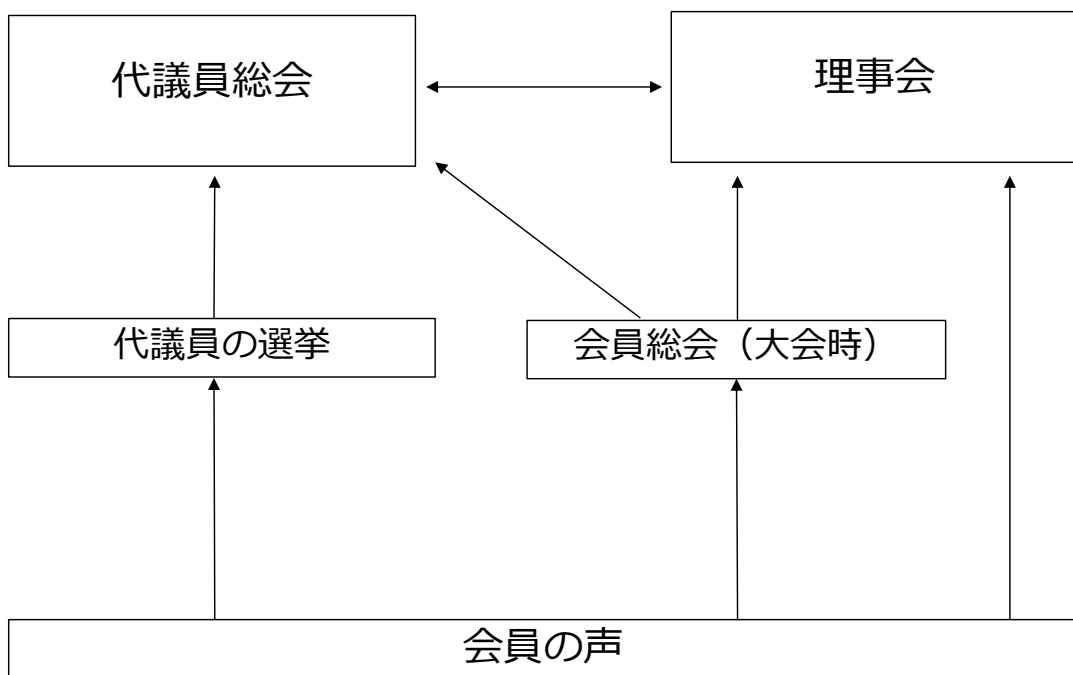 代議員総会
理事会
代議員の選挙
会員総会（大会時）
会員の声